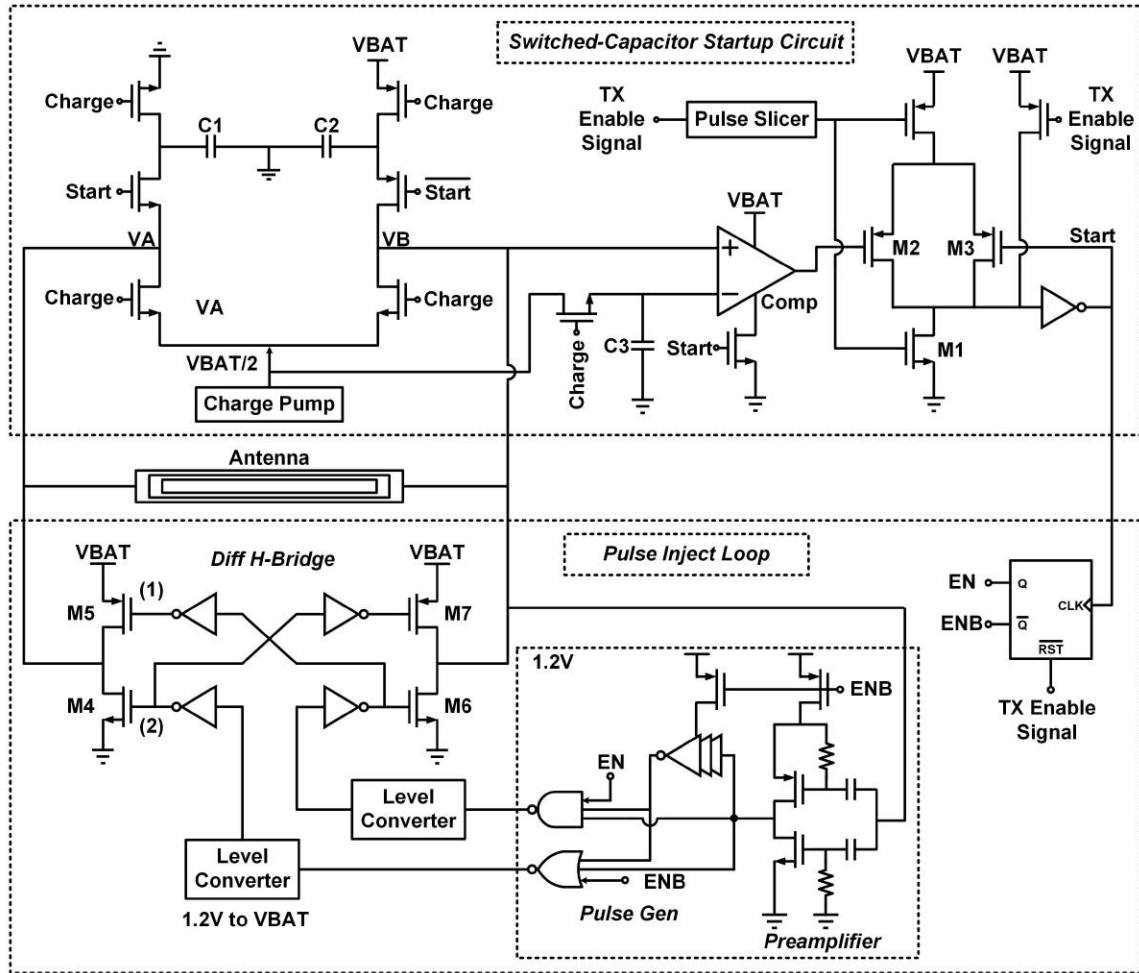 Switched-Capacitor Startup Circuit
VBAT
VBAT
VBAT
Charge
Charge
TX
Enable
Signal
Pulse Slicer
TX
Enable
Signal
C1
C2
Start
Start
VBAT
VA
VB
M2
M3
Start
Charge
Charge
VA
Comp
VBAT/2
C3
Start
M1
Charge Pump
Charge
Antenna
VBAT
Diff H-Bridge
VBAT
Pulse Inject Loop
M5
(1)
M7
EN
Q
CLK
ENB
Q
RST
1.2V
ENB
M4
(2)
M6
TX Enable
Signal
EN
Level
Converter
Level
Converter
ENB
1.2V to VBAT
Pulse Gen
Preamplifier